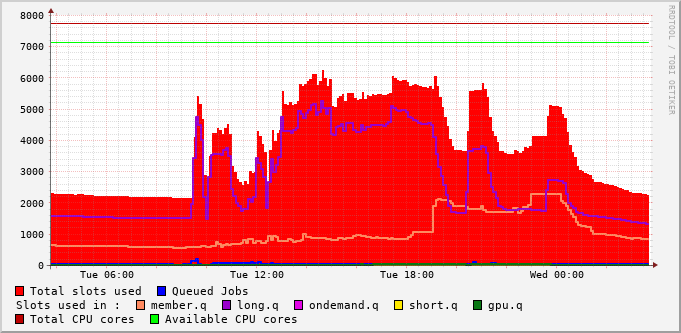 8000
7000
6000
5000
4000
3000
2000
1000
0
Tue 06:00 Tue 12:00 Tue 18:00 Wed 00:00
RRDTOOL / TOBI OETIKER
Total slots used Queued Jobs
Slots used in : member.q long.q ondemand.q short.q gpu.q
Total CPU cores Available CPU cores